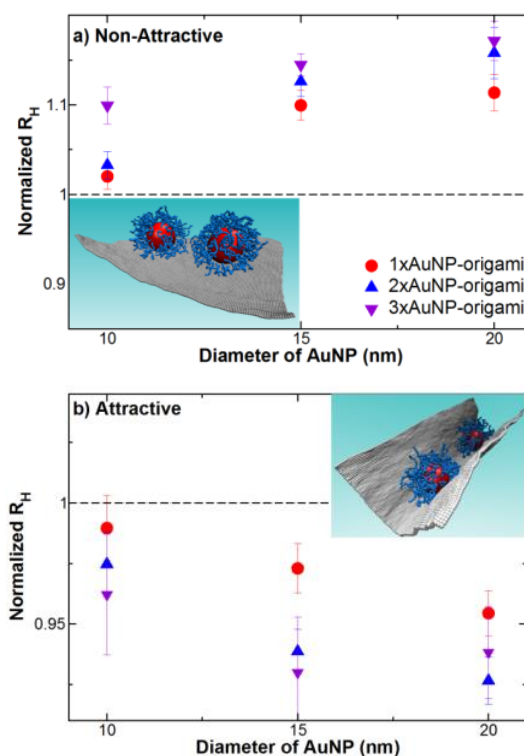 a) Non-Attractive
Normalized R_H
1.1
1
0.9
1xAuNP-origami
2xAuNP-origami
3xAuNP-origami
10
15
20
Diameter of AuNP (nm)
b) Attractive
Normalized R_H
1
0.95
10
15
20
Diameter of AuNP (nm)